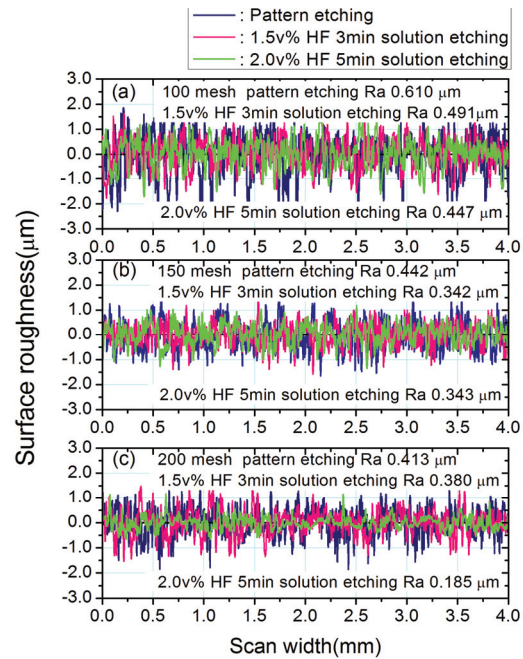 : Pattern etching
: 1.5v% HF 3min solution etching
: 2.0v% HF 5min solution etching
Surface roughness(μm)
3.0
2.0
1.0
0.0
-1.0
-2.0
-3.0
(a)
100 mesh pattern etching Ra 0.610 μm
1.5v% HF 3min solution etching Ra 0.491μm
2.0v% HF 5min solution etching Ra 0.447 μm
0.0 0.5 1.0 1.5 2.0 2.5 3.0 3.5 4.0
3.0
2.0
1.0
0.0
-1.0
-2.0
-3.0
(b)
150 mesh pattern etching Ra 0.442 μm
1.5v% HF 3min solution etching Ra 0.342 μm
2.0v% HF 5min solution etching Ra 0.343 μm
0.0 0.5 1.0 1.5 2.0 2.5 3.0 3.5 4.0
3.0
2.0
1.0
0.0
-1.0
-2.0
-3.0
(c)
200 mesh pattern etching Ra 0.413 μm
1.5v% HF 3min solution etching Ra 0.380 μm
2.0v% HF 5min solution etching Ra 0.185 μm
0.0 0.5 1.0 1.5 2.0 2.5 3.0 3.5 4.0
Scan width(mm)